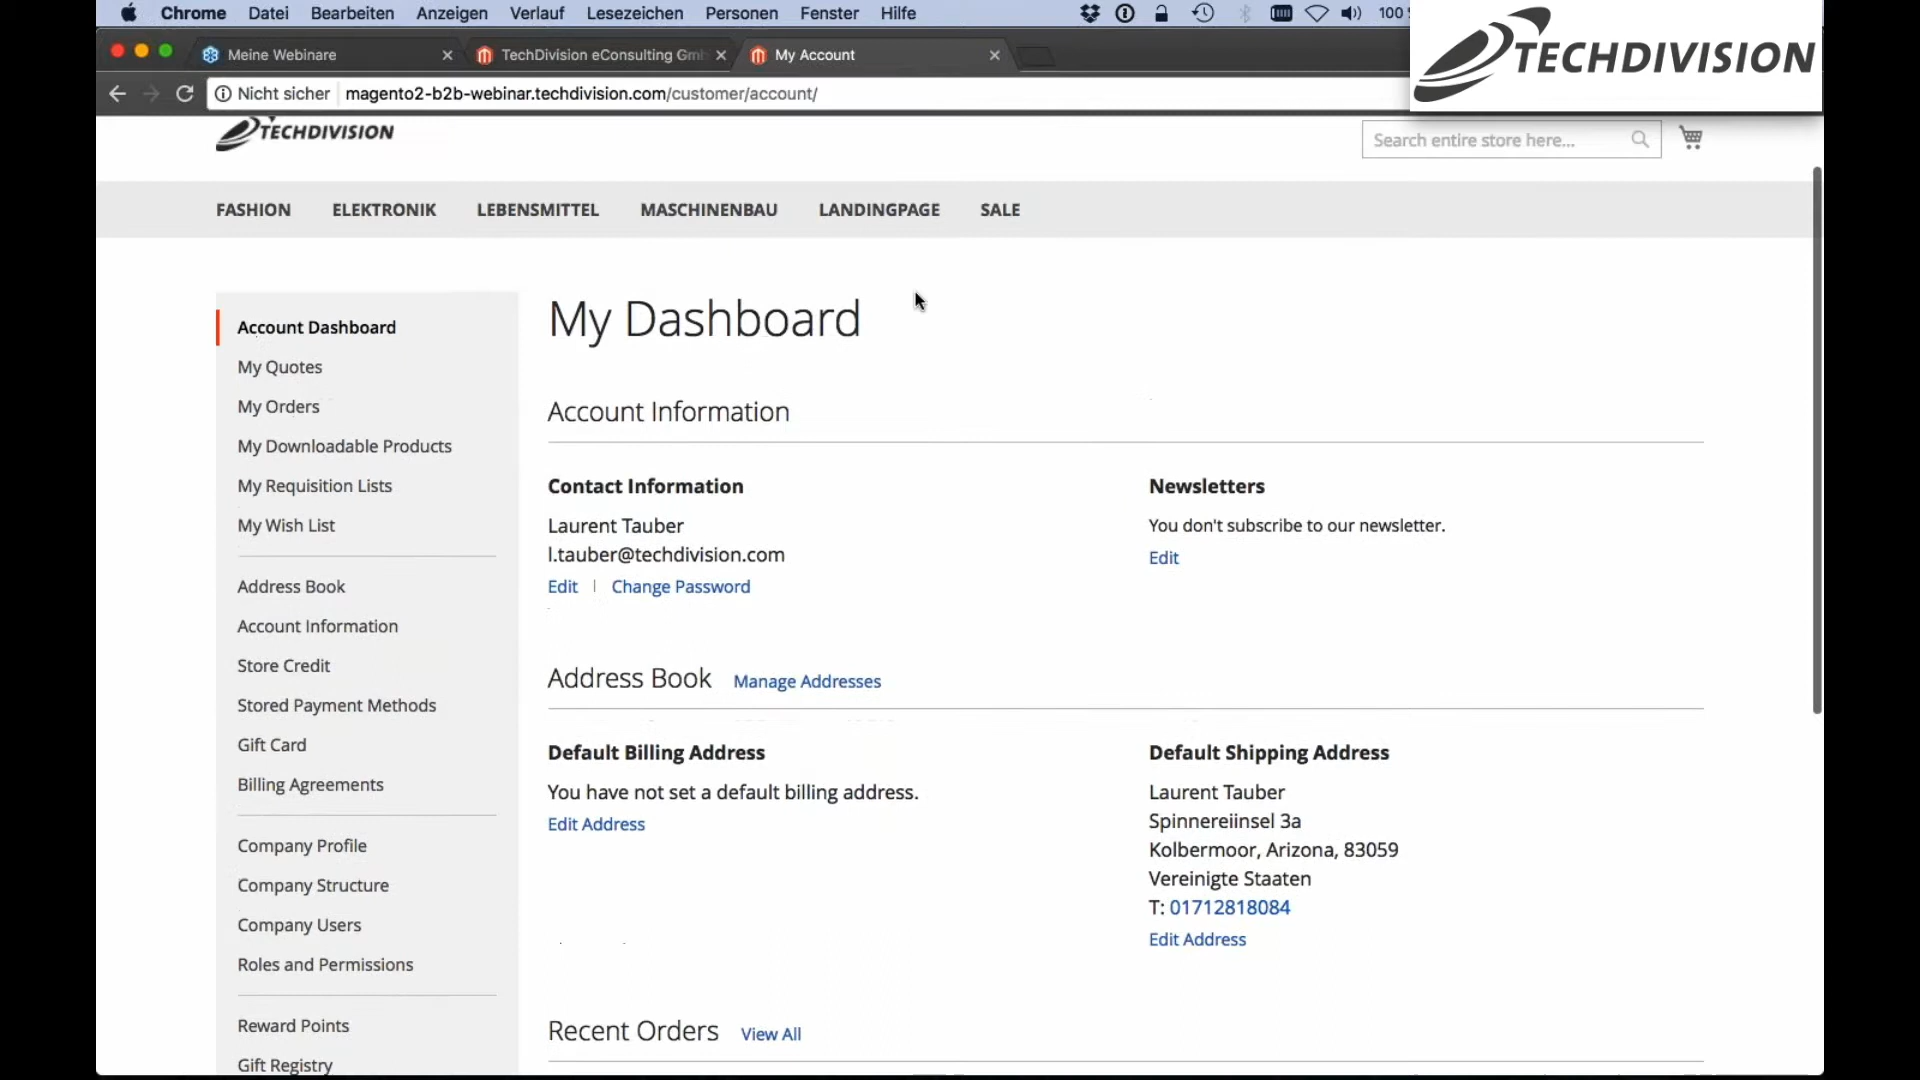 Chrome Datei Bearbeiten Anzeigen Verlauf Lesezeichen Personen Fenster Hilfe 100
TECHDIVISION
Meine Webinare
TechDivision eConsulting Gm
My Account
Nicht sicher magento2-b2b-webinar.techdivision.com/customer/account/
TECHDIVISION
Search entire store here...
FASHION ELEKTRONIK LEBENSMITTEL MASCHINENBAU LANDINGPAGE SALE
Account Dashboard
My Quotes
My Orders
My Downloadable Products
My Requisition Lists
My Wish List
Address Book
Account Information
Store Credit
Stored Payment Methods
Gift Card
Billing Agreements
Company Profile
Company Structure
Company Users
Roles and Permissions
Reward Points
Gift Registry
My Dashboard
Account Information
Contact Information
Laurent Tauber
l.tauber@techdivision.com
Edit | Change Password
Newsletters
You don't subscribe to our newsletter.
Edit
Address Book Manage Addresses
Default Billing Address
You have not set a default billing address.
Edit Address
Default Shipping Address
Laurent Tauber
Spinnereiinsel 3a
Kolbermoor, Arizona, 83059
Vereinigte Staaten
T: 01712818084
Edit Address
Recent Orders View All